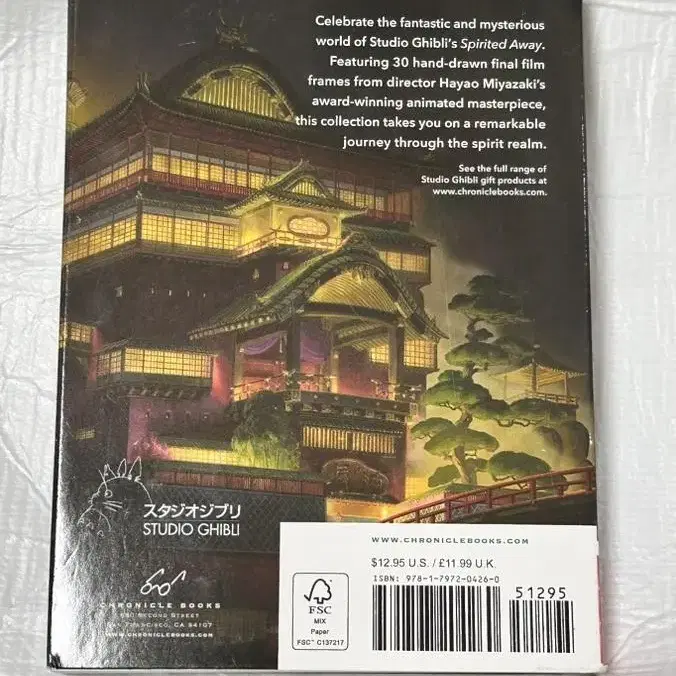 Celebrate the fantastic and mysterious
world of Studio Ghibli's Spirited Away.
Featuring 30 hand-drawn final film
frames from director Hayao Miyazaki's
award-winning animated masterpiece,
this collection takes you on a remarkable
journey through the spirit realm.
See the full range of
Studio Ghibli gift products at
www.chroniclebooks.com.
スタジオジブリ
STUDIO GHIBLI
CHRONICLE BOOKS
680 SECOND STREET
SAN FRANCISCO, CA 94107
WWW.CHRONICLEBOOKS.COM
WWW.CHRONICLEBOOKS.COM
$12.95 U.S. / £11.99 U.K.
ISBN: 978-1-7972-0426-0
51295
FSC
MIX
Paper
FSC™ C137217